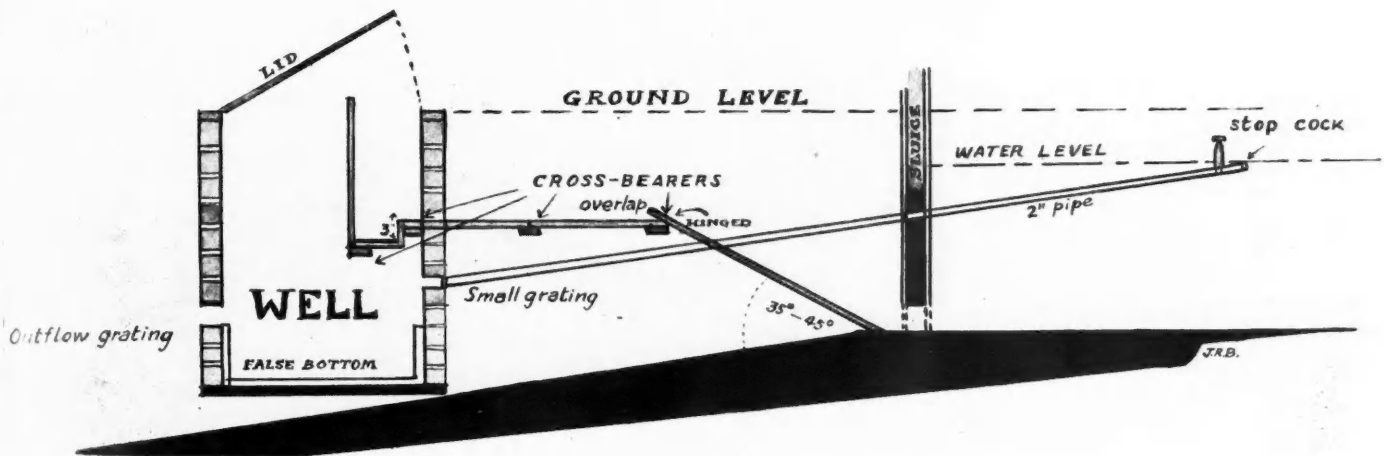 LID
GROUND LEVEL
SLUICE
stop cock
WATER LEVEL
CROSS-BEARERS
overlap
HINGED
2" pipe
3"
WELL
Small grating
35°-45°
Outflow grating
FALSE BOTTOM
J.R.B.